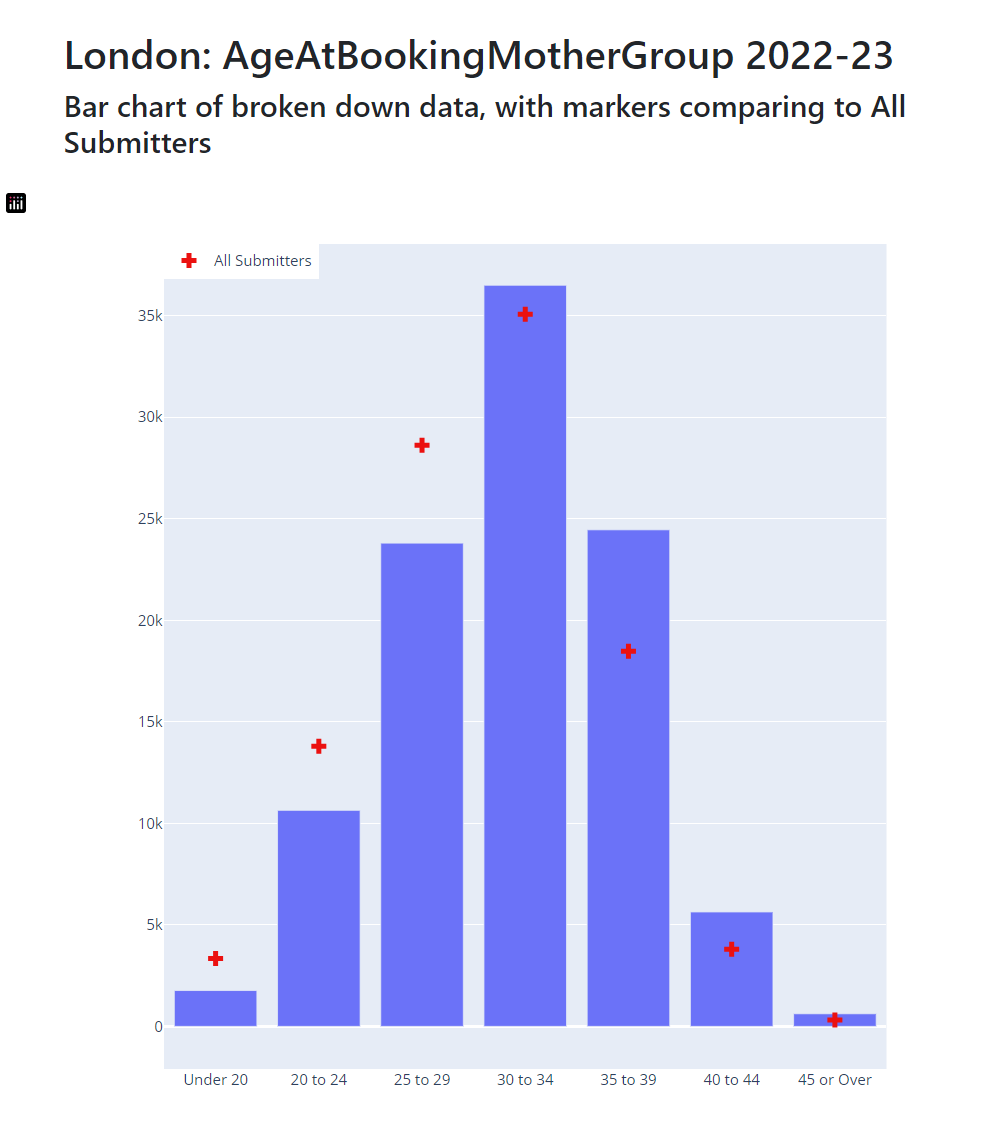 London: AgeAtBookingMotherGroup 2022-23
Bar chart of broken down data, with markers comparing to All
Submitters
All Submitters
35k
30k
25k
20k
15k
10k
5k
0
Under 20
20 to 24
25 to 29
30 to 34
35 to 39
40 to 44
45 or Over